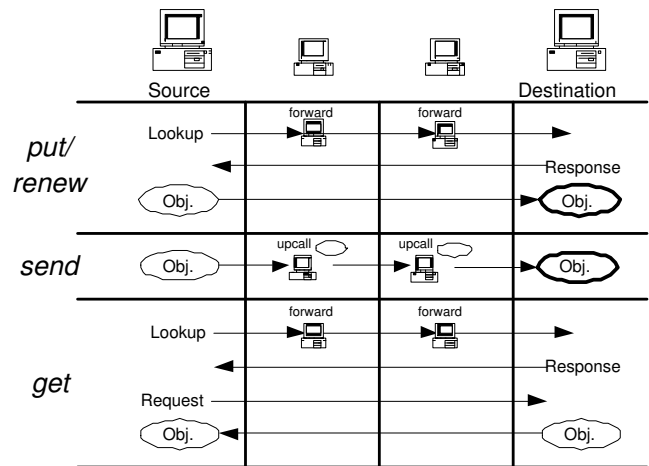 Source Destination
put/
renew
forward forward
Lookup
Response
Obj. Obj.
send
upcall upcall
Obj. Obj.
get
forward forward
Lookup
Response
Request
Obj. Obj.